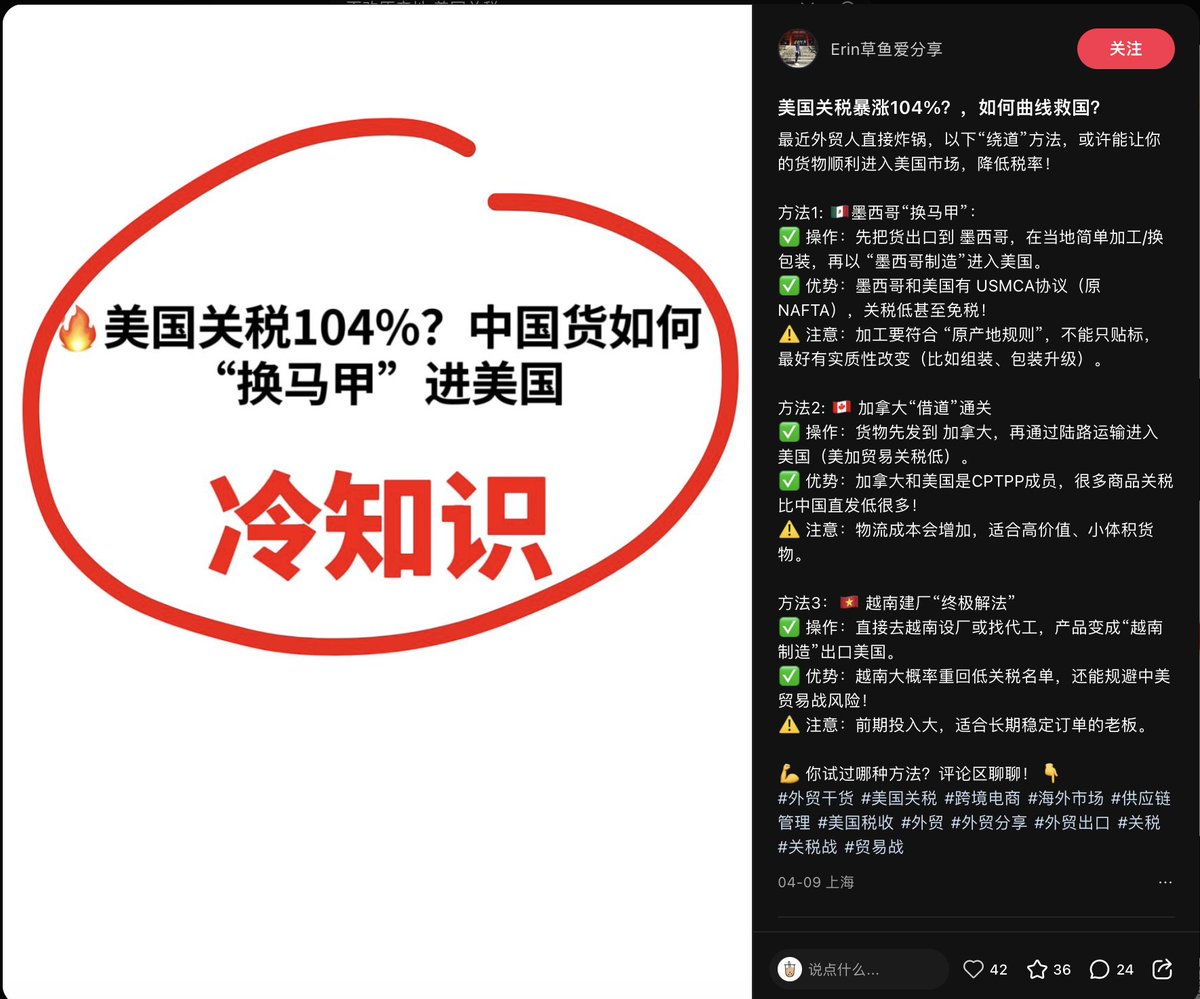 🔥美国关税104%？中国货如何
“换马甲”进美国
冷知识
Erin草鱼爱分享
关注
美国关税暴涨104%？，如何曲线救国?
最近外贸人直接炸锅，以下“绕道”方法，或许能让你
的货物顺利进入美国市场，降低税率！
方法1: 🇲🇽墨西哥“换马甲”：
✅ 操作：先把货出口到 墨西哥，在当地简单加工/换
包装，再以 “墨西哥制造”进入美国。
✅ 优势：墨西哥和美国有 USMCA协议（原
NAFTA），关税低甚至免税！
⚠️ 注意：加工要符合 “原产地规则”，不能只贴标，
最好有实质性改变（比如组装、包装升级）。
方法2: 🇨🇦 加拿大“借道”通关
✅ 操作：货物先发到 加拿大，再通过陆路运输进入
美国（美加贸易关税低）。
✅ 优势：加拿大和美国是CPTPP成员，很多商品关税
比中国直发低很多！
⚠️ 注意：物流成本会增加，适合高价值、小体积货
物。
方法3： 🇻🇳 越南建厂“终极解法”
✅ 操作：直接去越南设厂或找代工，产品变成“越南
制造”出口美国。
✅ 优势：越南大概率重回低关税名单，还能规避中美
贸易战风险！
⚠️ 注意：前期投入大，适合长期稳定订单的老板。
💪 你试过哪种方法？评论区聊聊！👇
#外贸干货 #美国关税 #跨境电商 #海外市场 #供应链
管理 #美国税收 #外贸 #外贸分享 #外贸出口 #关税
#关税战 #贸易战
04-09 上海
说点什么...
42
36
24